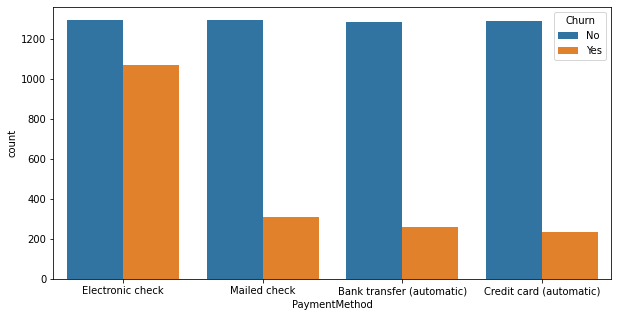 Churn
No
Yes
1200
1000
800
600
400
200
0
count
Electronic check
Mailed check
Bank transfer (automatic)
Credit card (automatic)
PaymentMethod